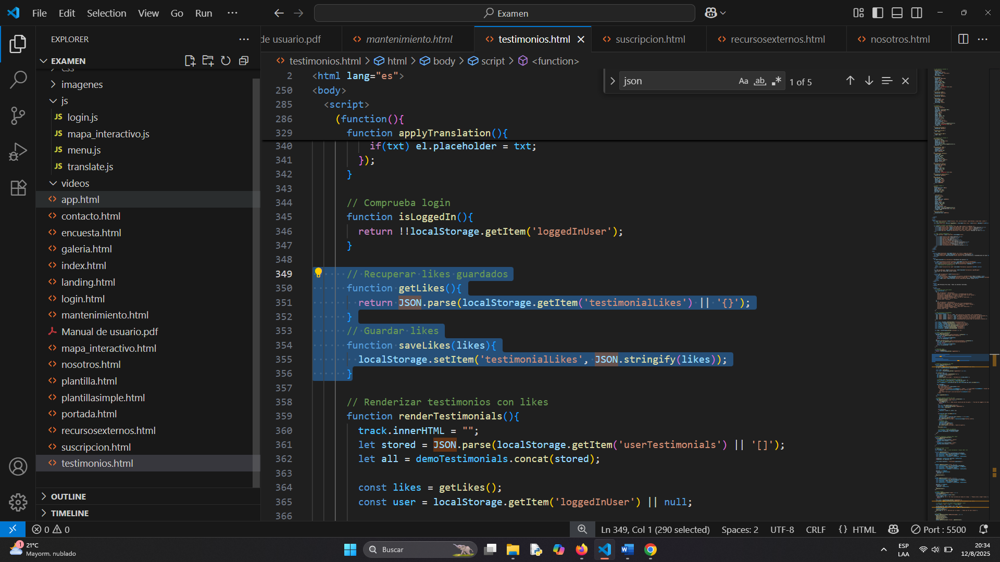 File Edit Selection View Go Run ···
Examen
EXPLORER ···
de usuario.pdf
mantenimiento.html
testimonios.html
suscripcion.html
recursosexternos.html
nosotros.html
testimonios.html > html > body > script > <function>
EXAMEN
css
imagenes
js
JS login.js
JS mapa_interactivo.js
JS menu.js
JS translate.js
videos
app.html
contacto.html
encuesta.html
galeria.html
index.html
landing.html
login.html
mantenimiento.html
Manual de usuario.pdf
mapa_interactivo.html
nosotros.html
plantilla.html
plantillasimple.html
portada.html
recursosexternos.html
suscripcion.html
testimonios.html
OUTLINE
TIMELINE
json Aa ab .* 1 of 5
2 <html lang="es">
250 <body>
285 <script>
286 (function(){
329 function applyTranslation(){
340 if(txt) el.placeholder = txt;
341 });
342 }
343
344 // Comprueba login
345 function isLoggedIn(){
346 return !!localStorage.getItem('loggedInUser');
347 }
348
349 // Recuperar likes guardados
350 function getLikes(){
351 return JSON.parse(localStorage.getItem('testimonialLikes') || '{}');
352 }
353 // Guardar likes
354 function saveLikes(likes){
355 localStorage.setItem('testimonialLikes', JSON.stringify(likes));
356 }
357
358 // Renderizar testimonios con likes
359 function renderTestimonials(){
360 track.innerHTML = "";
361 let stored = JSON.parse(localStorage.getItem('userTestimonials') || '[]');
362 let all = demoTestimonials.concat(stored);
363
364 const likes = getLikes();
365 const user = localStorage.getItem('loggedInUser') || null;
366
0 0
Ln 349, Col 1 (290 selected) Spaces: 2 UTF-8 CRLF {} HTML Port : 5500
1
21°C
Mayorm. nublado
Buscar
ESP
LAA
20:34
12/8/2025